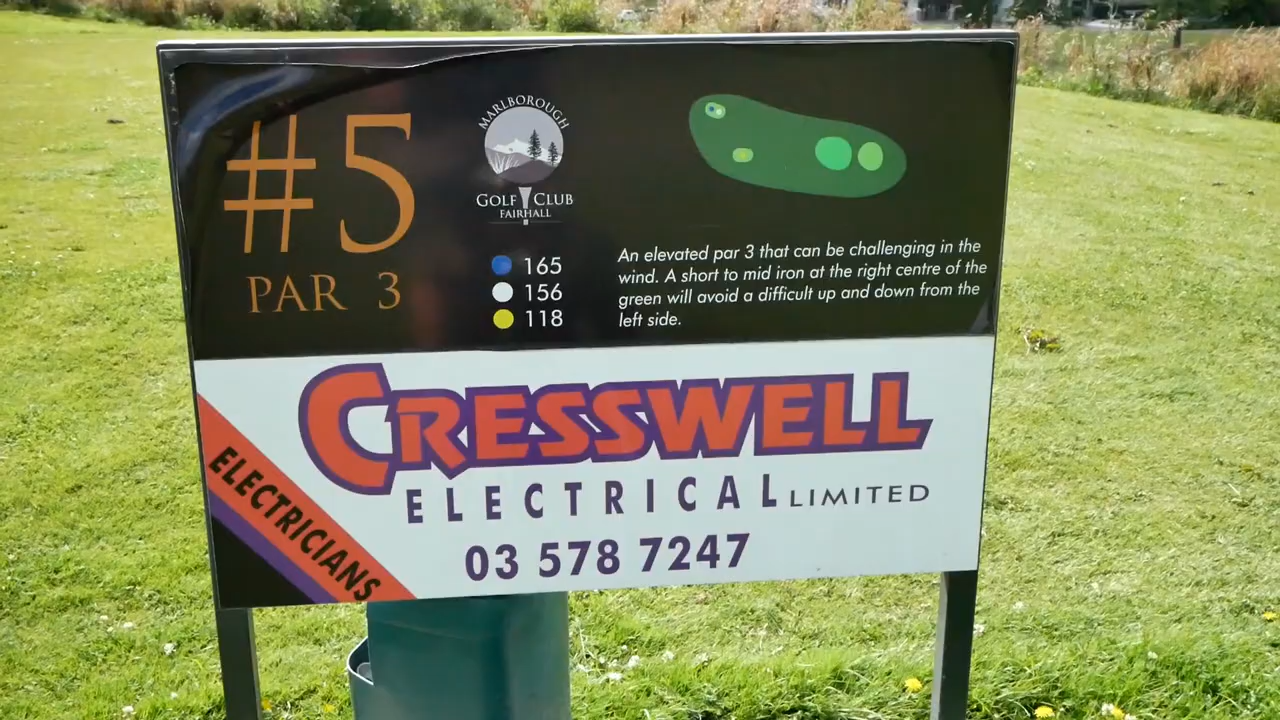 #5
PAR 3
MARLBOROUGH
GOLF CLUB
FAIRHALL
165
156
118
An elevated par 3 that can be challenging in the
wind. A short to mid iron at the right centre of the
green will avoid a difficult up and down from the
left side.
CRESSWELL
ELECTRICAL LIMITED
03 578 7247
ELECTRICIANS